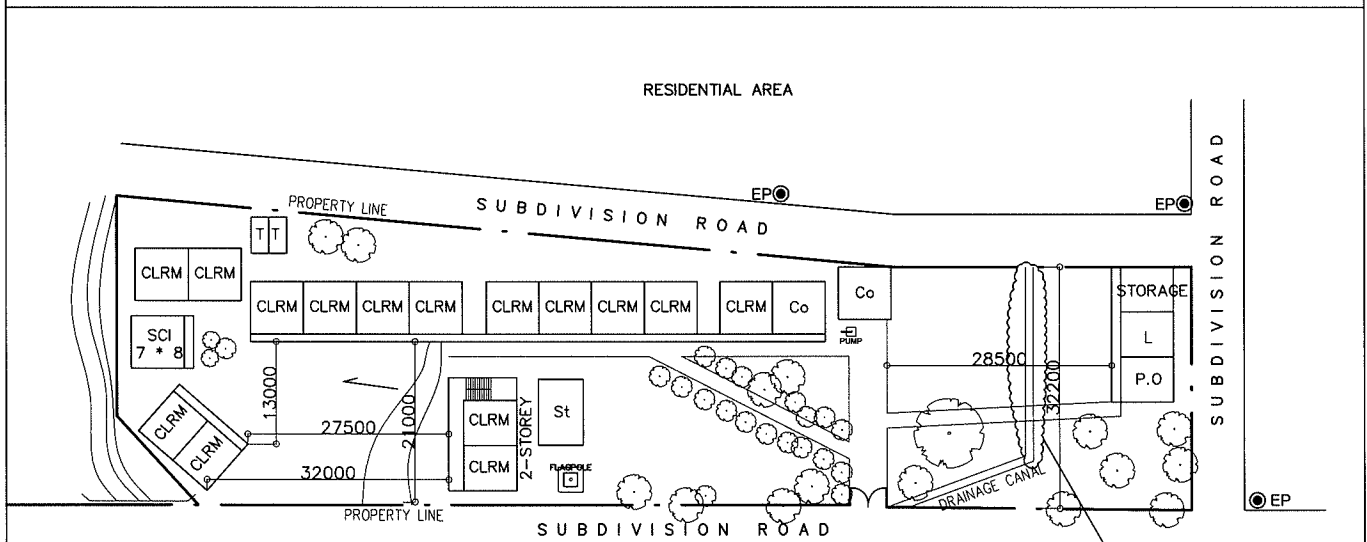 RESIDENTIAL AREA
SUBDIVISION ROAD
EP
EP
PROPERTY LINE
SUBDIVISION ROAD
T T
CLRM CLRM
CLRM CLRM CLRM CLRM
CLRM CLRM CLRM CLRM
CLRM Co
Co
STORAGE
SCI
7 * 8
PUMP
L
28500
P.O
13000
21000
32200
CLRM
CLRM
27500
32000
CLRM
CLRM
2-STOREY
St
FLAGPOLE
DRAINAGE CANAL
SUBDIVISION ROAD
EP
PROPERTY LINE
SUBDIVISION ROAD